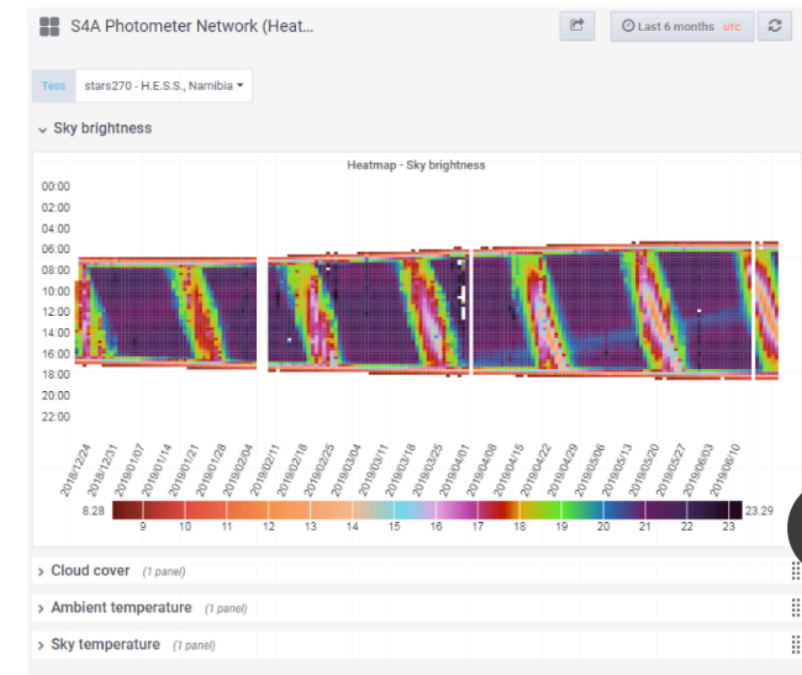 S4A Photometer Network (Heat...
Last 6 months UTC
Tess stars270 - H.E.S.S., Namibia
Sky brightness
Heatmap - Sky brightness
00:00
02:00
04:00
06:00
08:00
10:00
12:00
14:00
16:00
18:00
20:00
22:00
2018/12/24 2018/12/31 2019/01/07 2019/01/14 2019/01/21 2019/01/28 2019/02/04 2019/02/11 2019/02/18 2019/02/25 2019/03/04 2019/03/11 2019/03/18 2019/03/25 2019/04/01 2019/04/08 2019/04/15 2019/04/22 2019/04/29 2019/05/06 2019/05/13 2019/05/20 2019/05/27 2019/06/03 2019/06/10
8.28 23.29
9 10 11 12 13 14 15 16 17 18 19 20 21 22 23
Cloud cover (1 panel)
Ambient temperature (1 panel)
Sky temperature (1 panel)